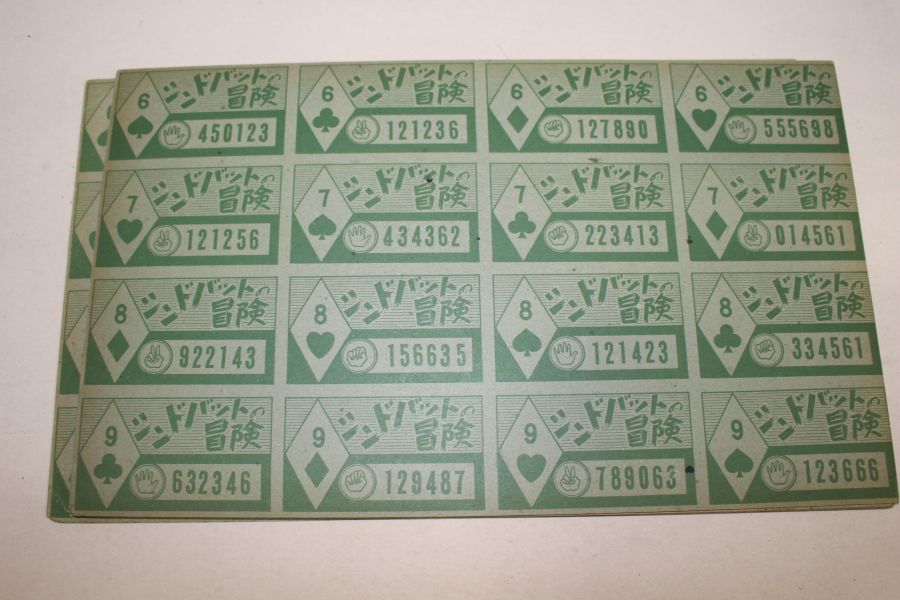 6 シンドバットの冒険 450123
6 シンドバットの冒険 121236
6 シンドバットの冒険 127890
6 シンドバットの冒険 555698
7 シンドバットの冒険 121256
7 シンドバットの冒険 434362
7 シンドバットの冒険 223413
7 シンドバットの冒険 014561
8 シンドバットの冒険 922143
8 シンドバットの冒険 156635
8 シンドバットの冒険 121423
8 シンドバットの冒険 334561
9 シンドバットの冒険 632346
9 シンドバットの冒険 129487
9 シンドバットの冒険 789063
9 シンドバットの冒険 123666